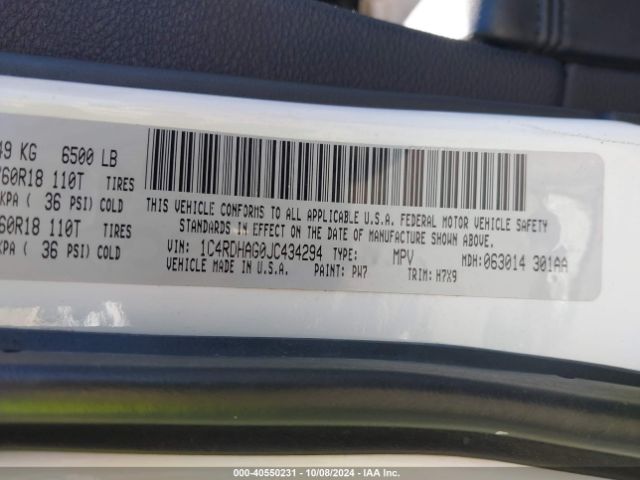 49 KG 6500 LB
/60R18 110T TIRES
KPA ( 36 PSI) COLD
60R18 110T TIRES
KPA ( 36 PSI) COLD
THIS VEHICLE CONFORMS TO ALL APPLICABLE U.S.A. FEDERAL MOTOR VEHICLE SAFETY
STANDARDS IN EFFECT ON THE DATE OF MANUFACTURE SHOWN ABOVE.
VIN: 1C4RDHAG0JC434294 TYPE: MPV MDH: 063014 301AA
VEHICLE MADE IN U.S.A. PAINT: PW7 TRIM: H7X9
000-40550231 - 10/08/2024 - IAA Inc.